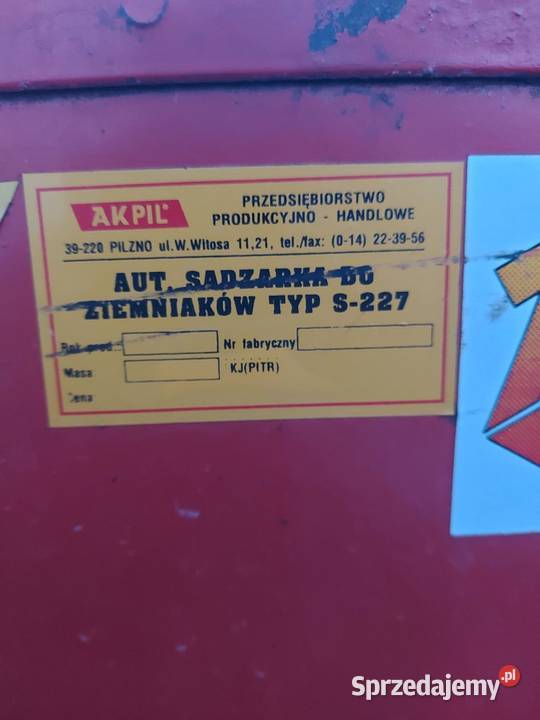 AKPIL®
PRZEDSIĘBIORSTWO
PRODUKCYJNO - HANDLOWE
39-220 PILZNO ul.W.Witosa 11,21, tel./fax: (0-14) 22-39-56
AUT. SADZARKA DO
ZIEMNIAKÓW TYP S-227
Rok prod.
Nr fabryczny
Masa
KJ(PITR)
Cena
Sprzedajemy.pl